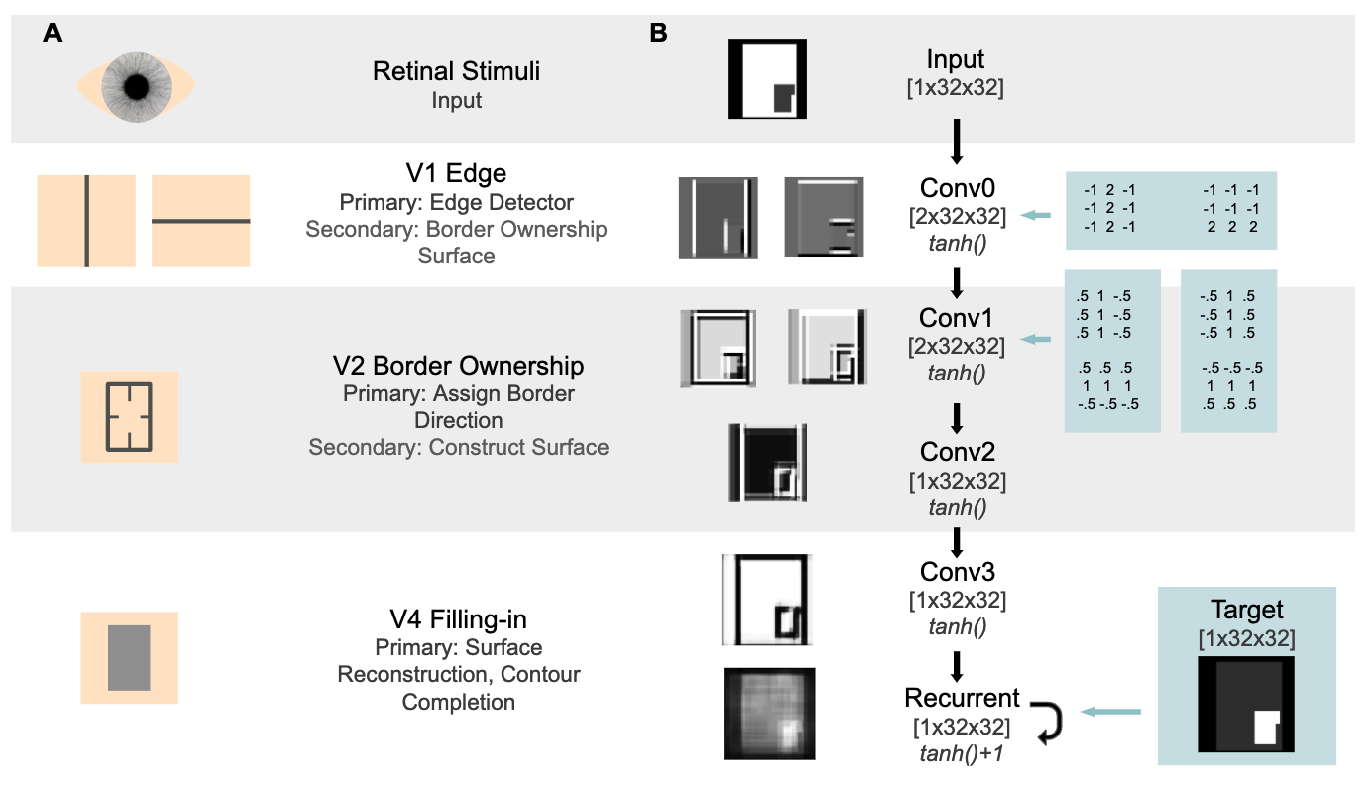 A
Retinal Stimuli
Input
V1 Edge
Primary: Edge Detector
Secondary: Border Ownership
Surface
V2 Border Ownership
Primary: Assign Border
Direction
Secondary: Construct Surface
V4 Filling-in
Primary: Surface
Reconstruction, Contour
Completion
B
Input
[1x32x32]
Conv0
[2x32x32]
tanh()
-1 2 -1
-1 2 -1
-1 2 -1
-1 -1 -1
-1 -1 -1
2 2 2
Conv1
[2x32x32]
tanh()
.5 1 -.5
.5 1 -.5
.5 1 -.5
.5 .5 .5
1 1 1
-.5 -.5 -.5
-.5 1 .5
-.5 1 .5
-.5 1 .5
-.5 -.5 -.5
1 1 1
.5 .5 .5
Conv2
[1x32x32]
tanh()
Conv3
[1x32x32]
tanh()
Recurrent
[1x32x32]
tanh()+1
Target
[1x32x32]